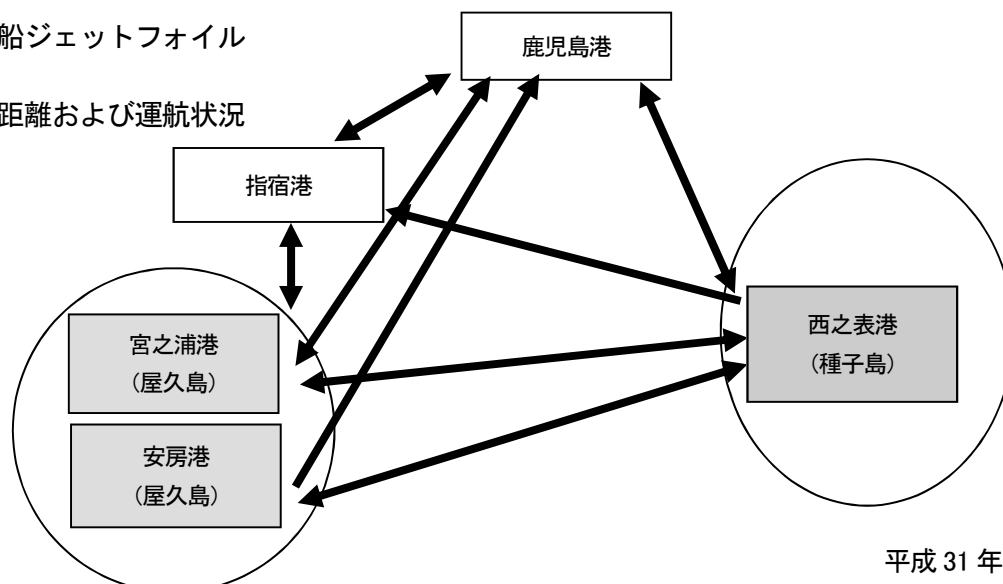 船ジェットフォイル
距離および運航状況
鹿児島港
指宿港
宮之浦港
（屋久島）
安房港
（屋久島）
西之表港
（種子島）
平成 31 年